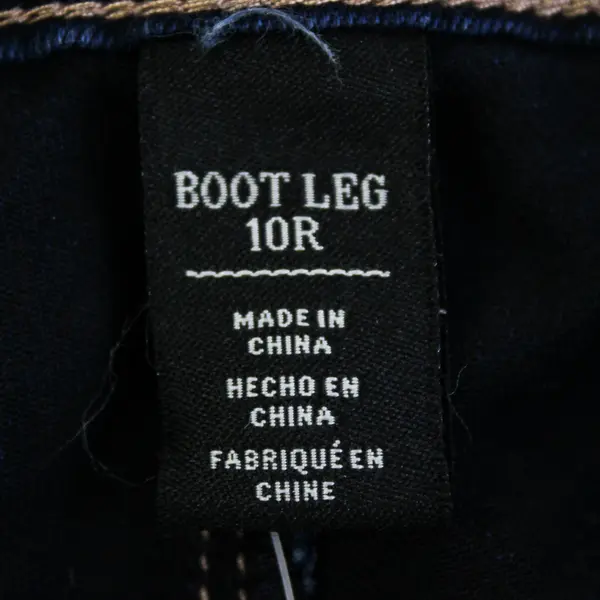 BOOT LEG
10R
MADE IN
CHINA
HECHO EN
CHINA
FABRIQUÉ EN
CHINE